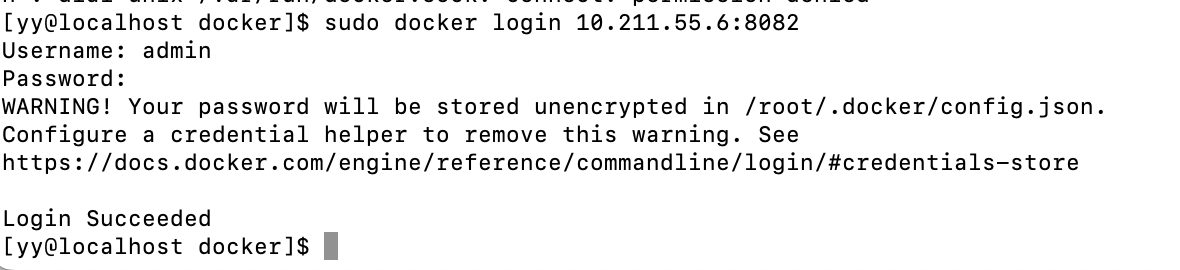 [yy@localhost docker]$ sudo docker login 10.211.55.6:8082
Username: admin
Password:
WARNING! Your password will be stored unencrypted in /root/.docker/config.json.
Configure a credential helper to remove this warning. See
https://docs.docker.com/engine/reference/commandline/login/#credentials-store
Login Succeeded
[yy@localhost docker]$